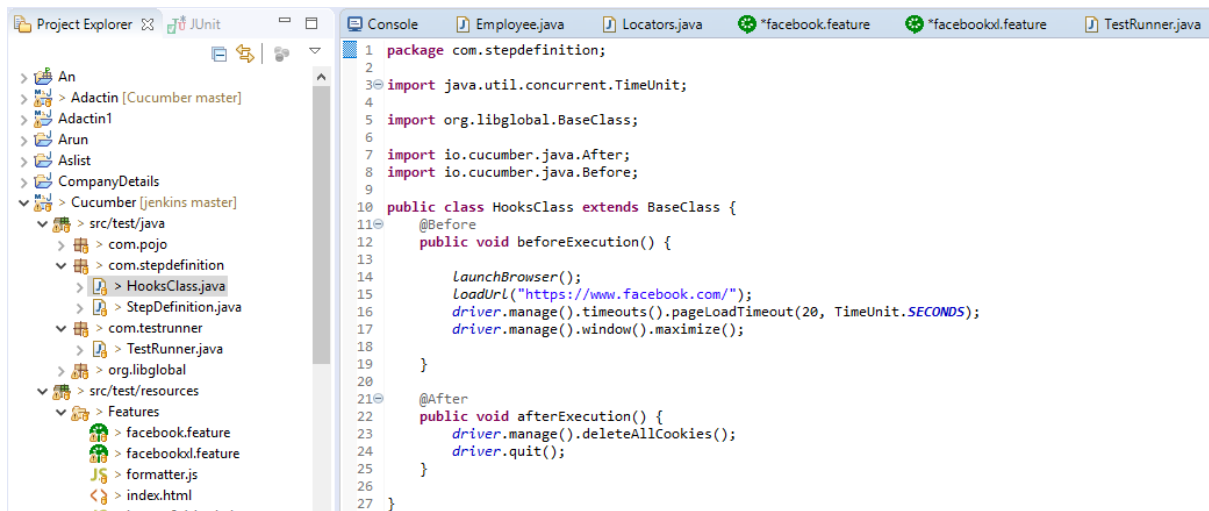 Project Explorer JUnit
> An
> Adactin [Cucumber master]
Adactin1
Arun
Aslist
CompanyDetails
> Cucumber [jenkins master]
> src/test/java
> com.pojo
> com.stepdefinition
> HooksClass.java
> StepDefinition.java
> com.testrunner
> TestRunner.java
> org.libglobal
> src/test/resources
> Features
> facebook.feature
> facebookxl.feature
> formatter.js
> index.html
Console Employee.java Locators.java *facebook.feature *facebookxl.feature TestRunner.java
1 package com.stepdefinition;
2
3 import java.util.concurrent.TimeUnit;
4
5 import org.libglobal.BaseClass;
6
7 import io.cucumber.java.After;
8 import io.cucumber.java.Before;
9
10 public class HooksClass extends BaseClass {
11 @Before
12 public void beforeExecution() {
13
14 launchBrowser();
15 loadUrl("https://www.facebook.com/");
16 driver.manage().timeouts().pageLoadTimeout(20, TimeUnit.SECONDS);
17 driver.manage().window().maximize();
18
19 }
20
21 @After
22 public void afterExecution() {
23 driver.manage().deleteAllCookies();
24 driver.quit();
25 }
26
27 }